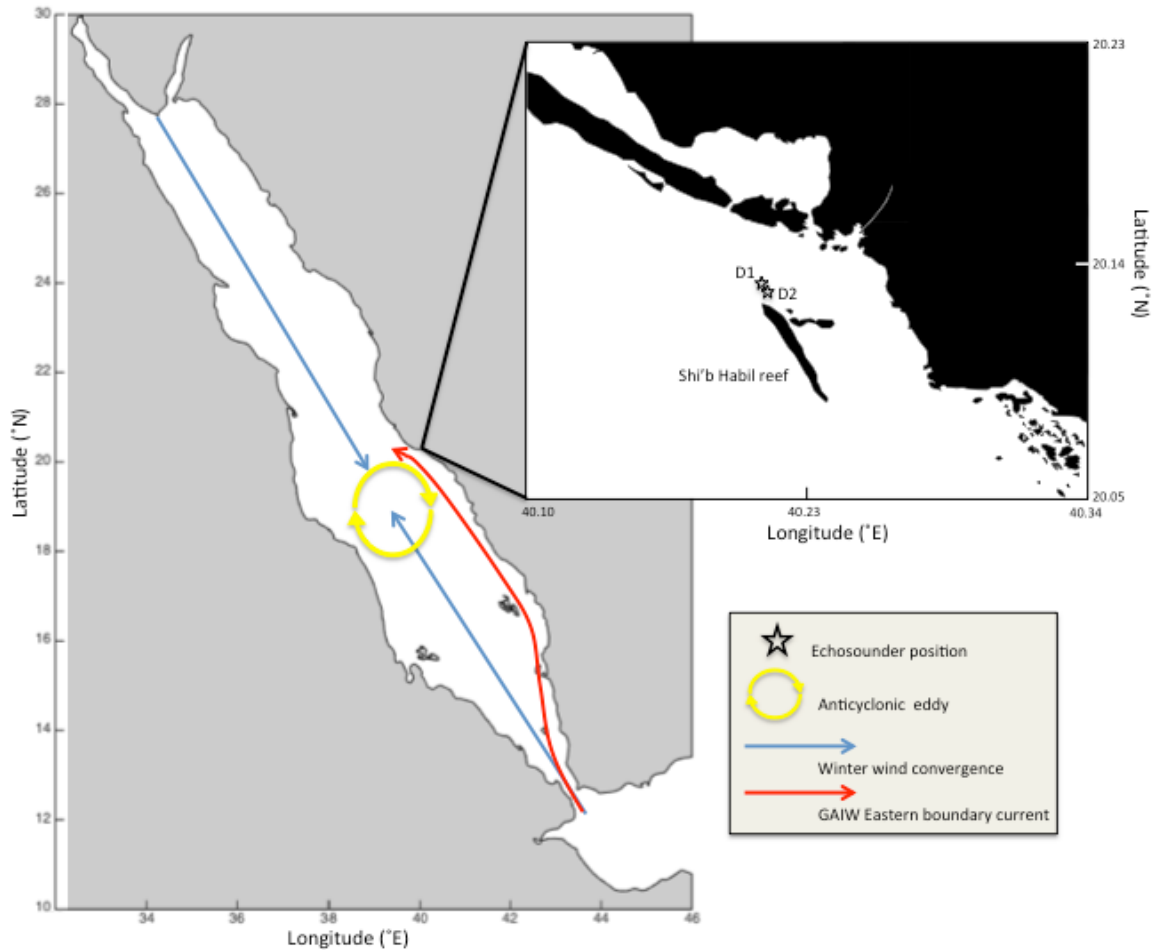 30
28
26
24
22
20
18
16
14
12
10
Latitude (˚N)
34
36
38
40
42
44
46
Longitude (˚E)
20.23
20.14
20.05
Latitude (˚N)
D1
D2
Shi'b Habil reef
40.10
40.23
40.34
Longitude (˚E)
Echosounder position
Anticyclonic eddy
Winter wind convergence
GAIW Eastern boundary current